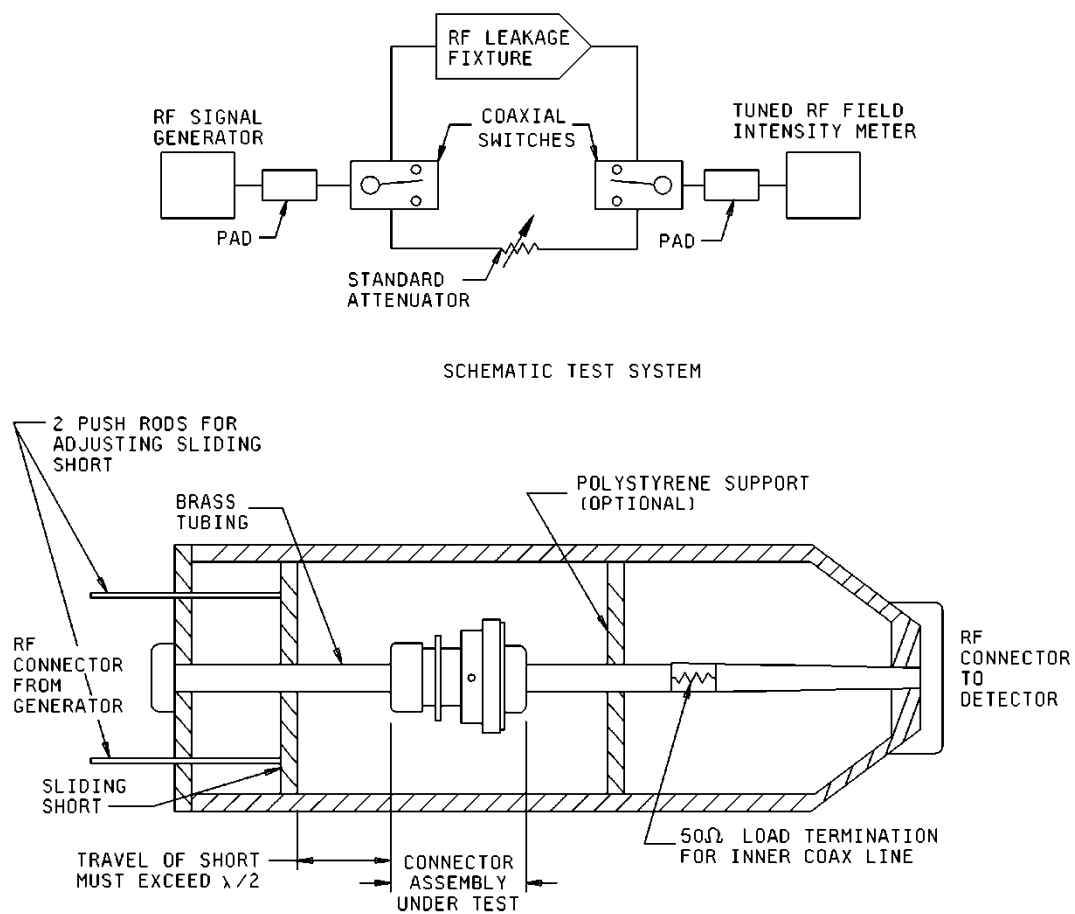 RF LEAKAGE
FIXTURE
RF SIGNAL
GENERATOR
COAXIAL
SWITCHES
TUNED RF FIELD
INTENSITY METER
PAD
PAD
STANDARD
ATTENUATOR
SCHEMATIC TEST SYSTEM
2 PUSH RODS FOR
ADJUSTING SLIDING
SHORT
BRASS
TUBING
POLYSTYRENE SUPPORT
(OPTIONAL)
RF
CONNECTOR
FROM
GENERATOR
RF
CONNECTOR
TO
DETECTOR
SLIDING
SHORT
TRAVEL OF SHORT
MUST EXCEED λ/2
CONNECTOR
ASSEMBLY
UNDER TEST
50Ω LOAD TERMINATION
FOR INNER COAX LINE